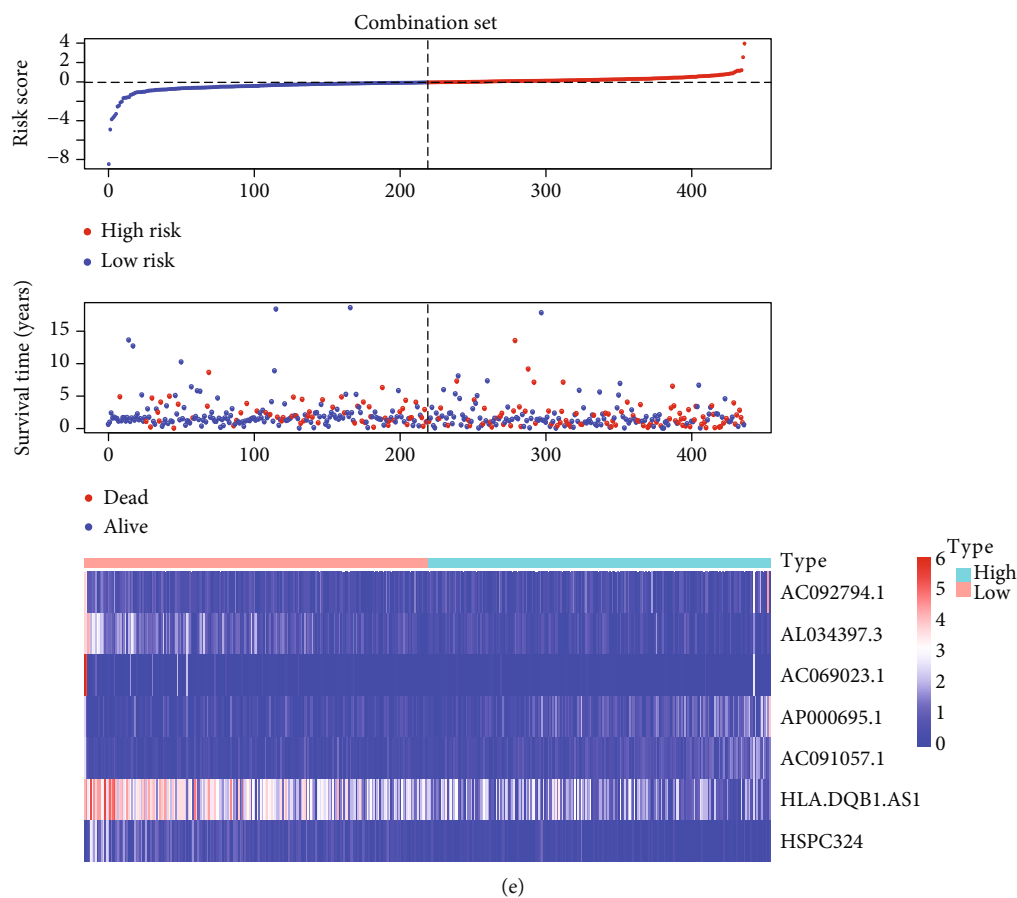 Combination set
Risk score
4
2
0
−4
−8
0 100 200 300 400
High risk
Low risk
Survival time (years)
15
10
5
0
0 100 200 300 400
Dead
Alive
Type
AC092794.1
AL034397.3
AC069023.1
AP000695.1
AC091057.1
HLA.DQB1.AS1
HSPC324
6
5
4
3
2
1
0
Type
High
Low
(e)